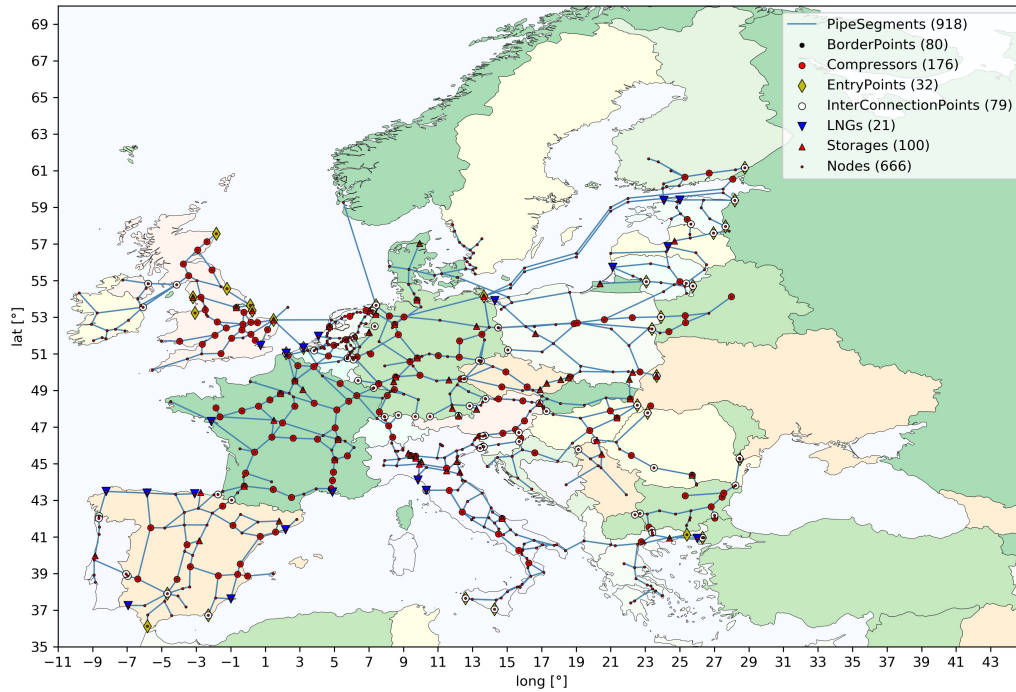 69
67
65
63
61
59
57
55
53
51
49
47
45
43
41
39
37
35
lat [°]
PipeSegments (918)
BorderPoints (80)
Compressors (176)
EntryPoints (32)
InterConnectionPoints (79)
LNGs (21)
Storages (100)
Nodes (666)
−11 −9 −7 −5 −3 −1 1 3 5 7 9 11 13 15 17 19 21 23 25 27 29 31 33 35 37 39 41 43
long [°]